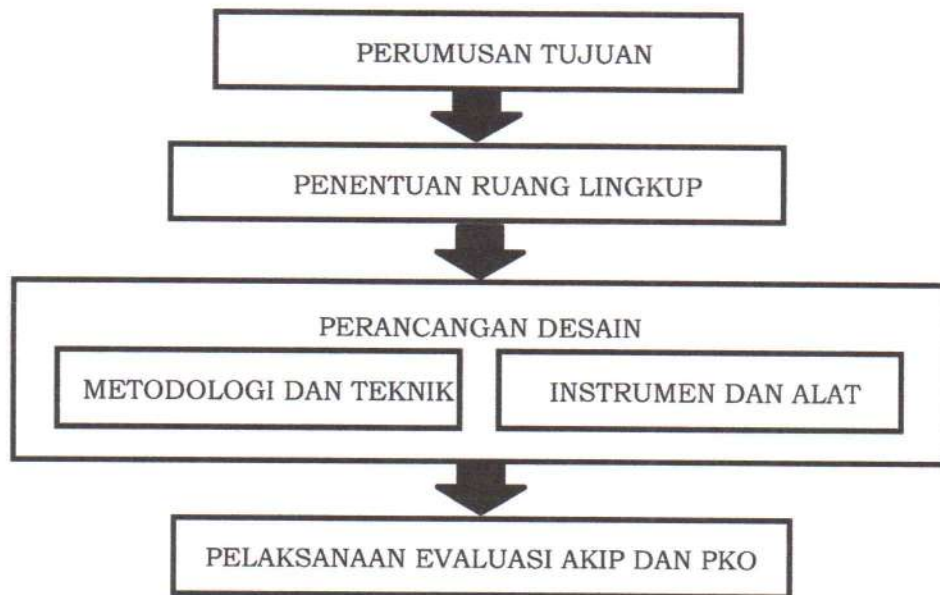 PERUMUSAN TUJUAN
PENENTUAN RUANG LINGKUP
PERANCANGAN DESAIN
METODOLOGI DAN TEKNIK
INSTRUMEN DAN ALAT
PELAKSANAAN EVALUASI AKIP DAN PKO